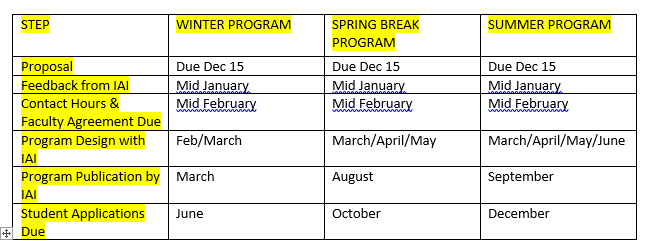 STEP WINTER PROGRAM SPRING BREAK SUMMER PROGRAM
PROGRAM
Proposal Due Dec 15 Due Dec 15 Due Dec 15
Feedback from IAI Mid January Mid January Mid January
Contact Hours & Mid February Mid February Mid February
Faculty Agreement Due
Program Design with Feb/March March/April/May March/April/May/June
IAI
Program Publication by March August September
IAI
Student Applications June October December
Due